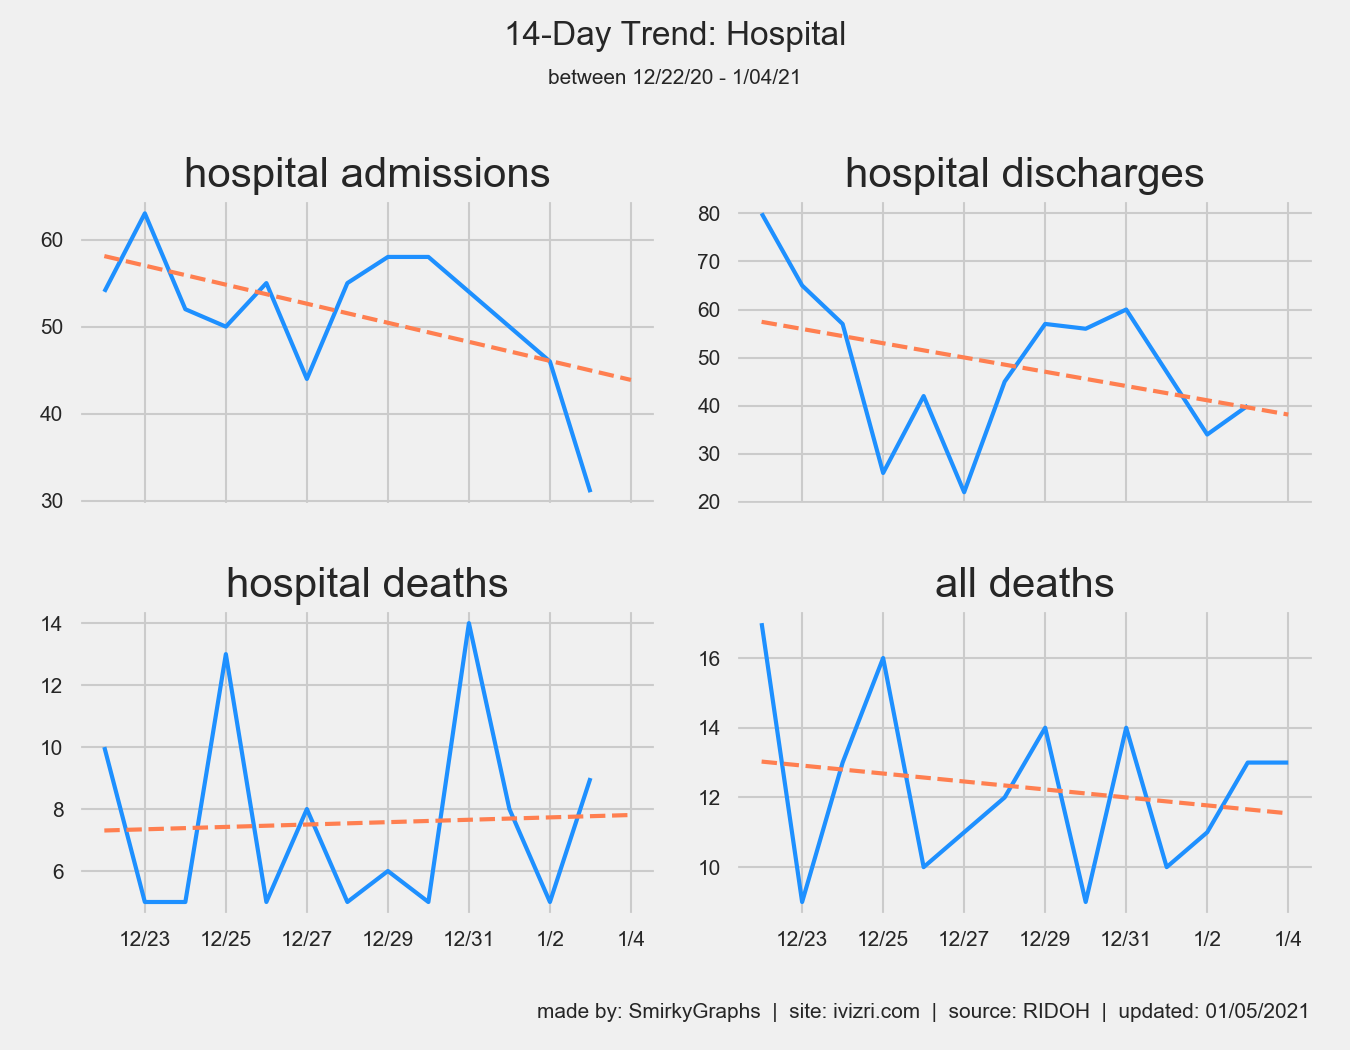 14-Day Trend: Hospital
between 12/22/20 - 1/04/21
hospital admissions
60
50
40
30
hospital discharges
80
70
60
50
40
30
20
hospital deaths
14
12
10
8
6
12/23 12/25 12/27 12/29 12/31 1/2 1/4
all deaths
16
14
12
10
12/23 12/25 12/27 12/29 12/31 1/2 1/4
made by: SmirkyGraphs | site: ivizri.com | source: RIDOH | updated: 01/05/2021